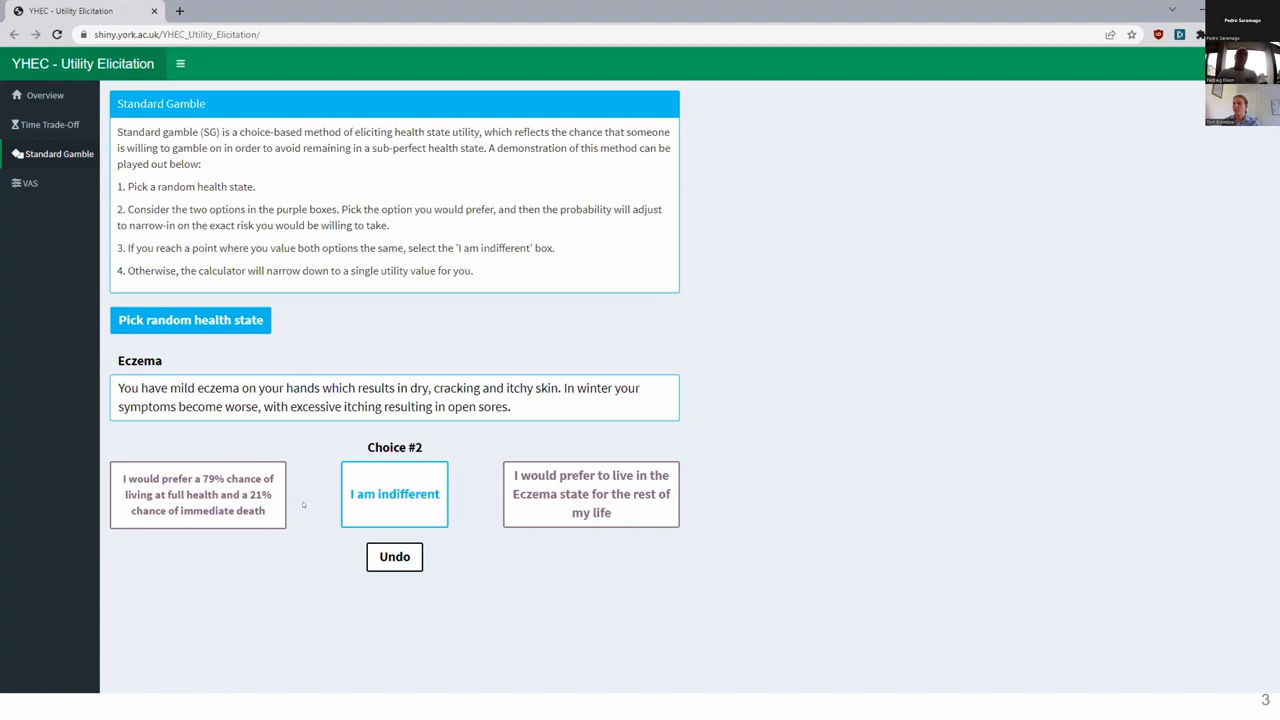 YHEC - Utility Elicitation
shiny.york.ac.uk/YHEC_Utility_Elicitation/
Pedro Saramago
Pedro Saramago
YHEC - Utility Elicitation
Overview
Time Trade-Off
Standard Gamble
VAS
Standard Gamble
Standard gamble (SG) is a choice-based method of eliciting health state utility, which reflects the chance that someone
is willing to gamble on in order to avoid remaining in a sub-perfect health state. A demonstration of this method can be
played out below:
1. Pick a random health state.
2. Consider the two options in the purple boxes. Pick the option you would prefer, and then the probability will adjust
to narrow-in on the exact risk you would be willing to take.
3. If you reach a point where you value both options the same, select the 'I am indifferent' box.
4. Otherwise, the calculator will narrow down to a single utility value for you.
Pick random health state
Eczema
You have mild eczema on your hands which results in dry, cracking and itchy skin. In winter your
symptoms become worse, with excessive itching resulting in open sores.
Choice #2
I would prefer a 79% chance of
living at full health and a 21%
chance of immediate death
I am indifferent
I would prefer to live in the
Eczema state for the rest of
my life
Undo
3